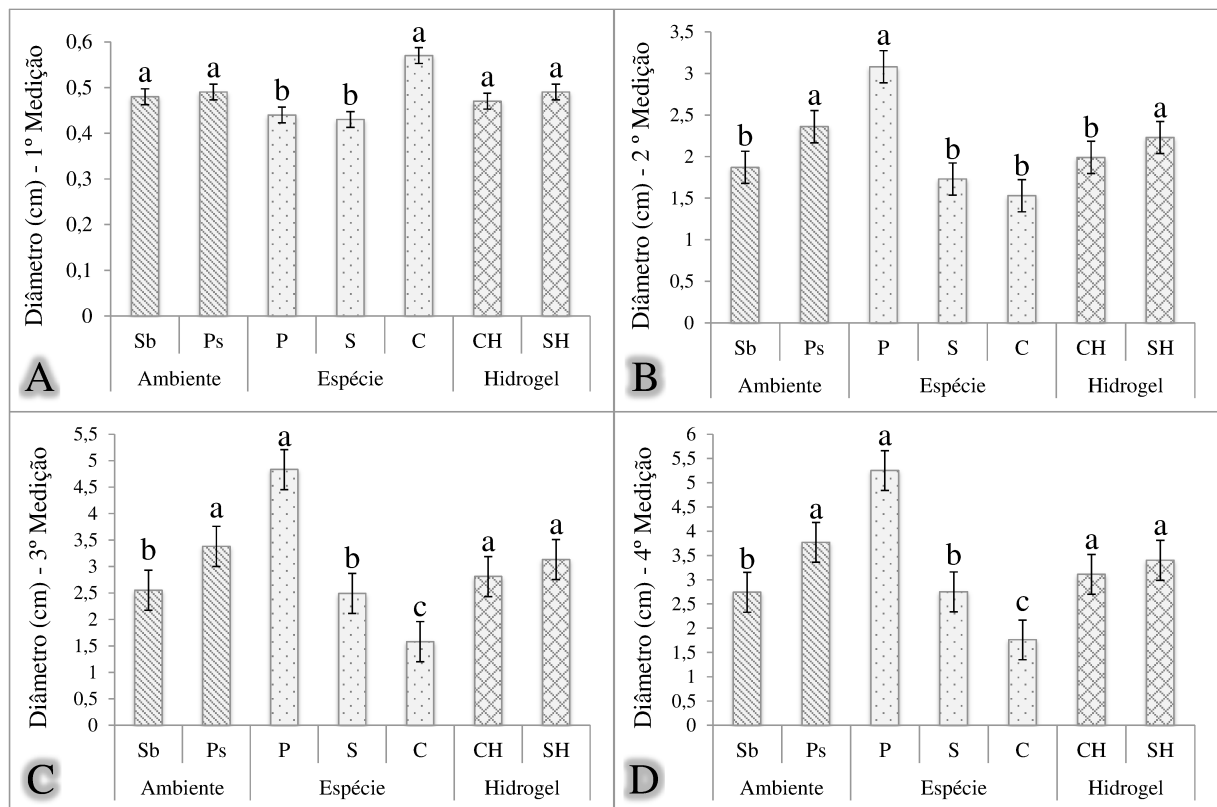 Diâmetro (cm) - 1º Medição
0,6
0,5
0,4
0,3
0,2
0,1
0
a a b b a a a
Sb Ps P S C CH SH
Ambiente Espécie Hidrogel
A
Diâmetro (cm) - 2 º Medição
3,5
3
2,5
2
1,5
1
0,5
0
b a a b b b a
Sb Ps P S C CH SH
Ambiente Espécie Hidrogel
B
Diâmetro (cm) - 3º Medição
5,5
5
4,5
4
3,5
3
2,5
2
1,5
1
0,5
0
b a a b c a a
Sb Ps P S C CH SH
Ambiente Espécie Hidrogel
C
Diâmetro (cm) - 4º Medição
6
5,5
5
4,5
4
3,5
3
2,5
2
1,5
1
0,5
0
b a a b c a a
Sb Ps P S C CH SH
Ambiente Espécie Hidrogel
D